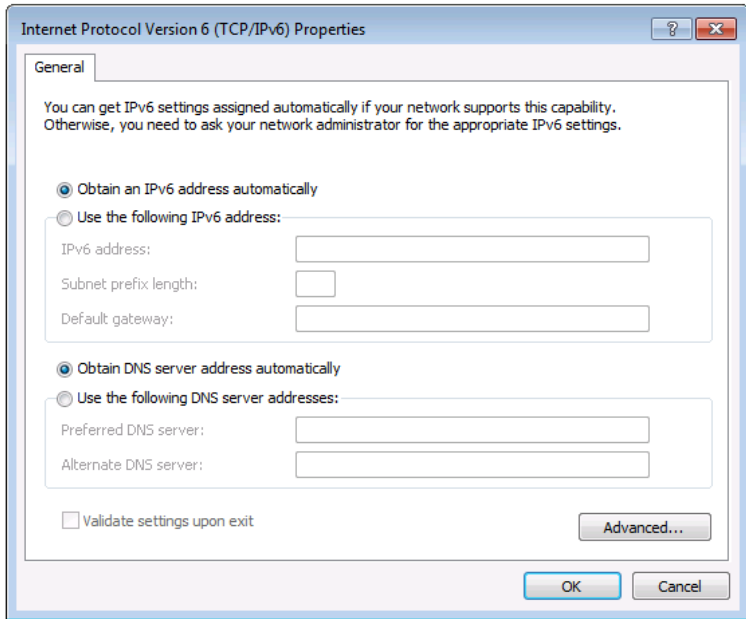 Internet Protocol Version 6 (TCP/IPv6) Properties
?
General
You can get IPv6 settings assigned automatically if your network supports this capability.
Otherwise, you need to ask your network administrator for the appropriate IPv6 settings.
Obtain an IPv6 address automatically
Use the following IPv6 address:
IPv6 address:
Subnet prefix length:
Default gateway:
Obtain DNS server address automatically
Use the following DNS server addresses:
Preferred DNS server:
Alternate DNS server:
Validate settings upon exit
Advanced...
OK
Cancel